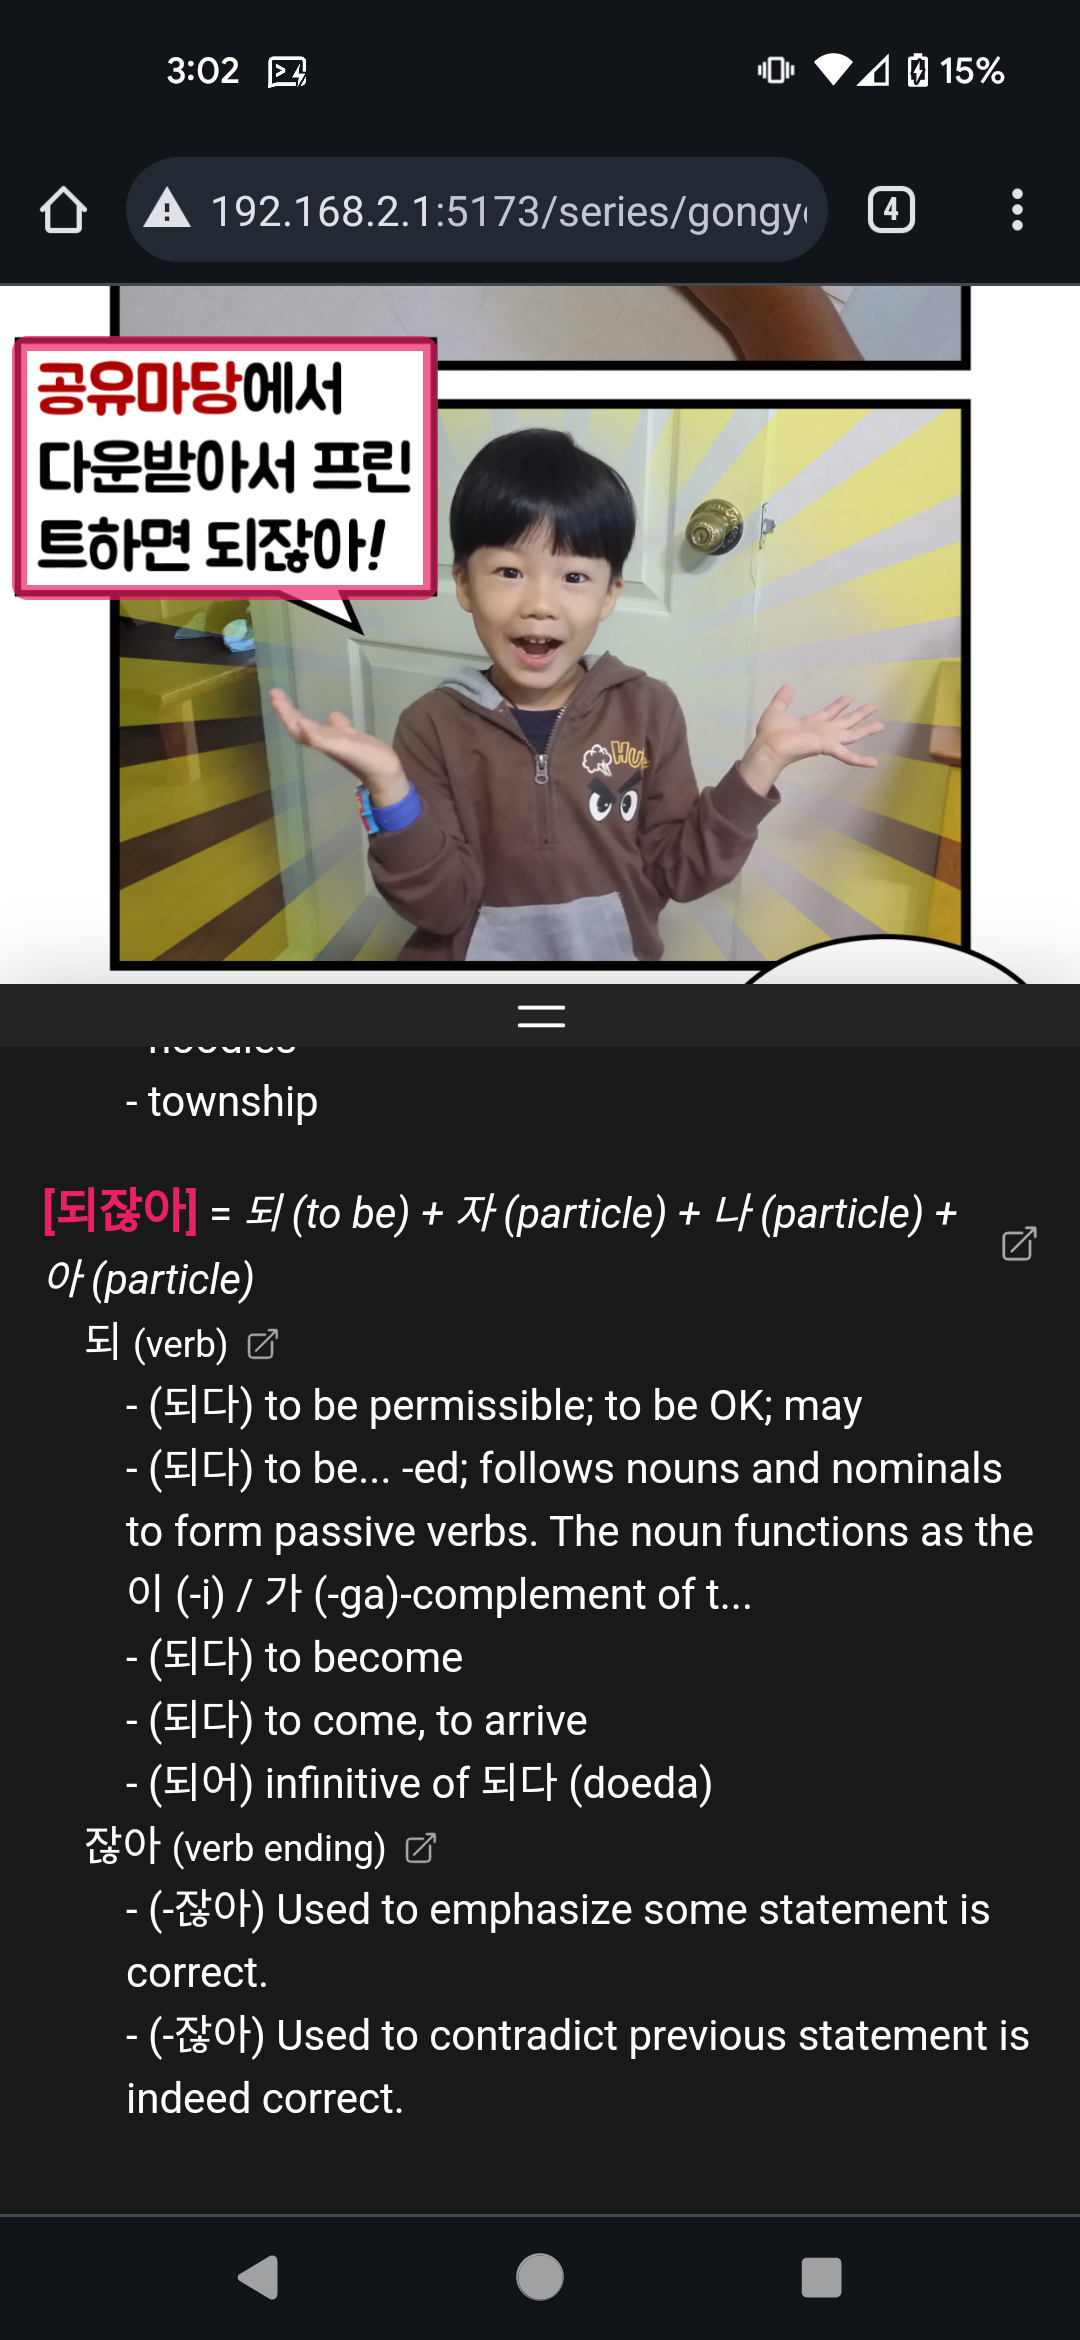 3:02
15%
192.168.2.1:5173/series/gongy
4
공유마당에서
다운받아서 프린
트하면 되잖아!
HU
noodles
- township
[되잖아] = 되 (to be) + 자 (particle) + 나 (particle) +
아 (particle)
되 (verb)
- (되다) to be permissible; to be OK; may
- (되다) to be... -ed; follows nouns and nominals
to form passive verbs. The noun functions as the
이 (-i) / 가 (-ga)-complement of t...
- (되다) to become
- (되다) to come, to arrive
- (되어) infinitive of 되다 (doeda)
잖아 (verb ending)
- (-잖아) Used to emphasize some statement is
correct.
- (-잖아) Used to contradict previous statement is
indeed correct.